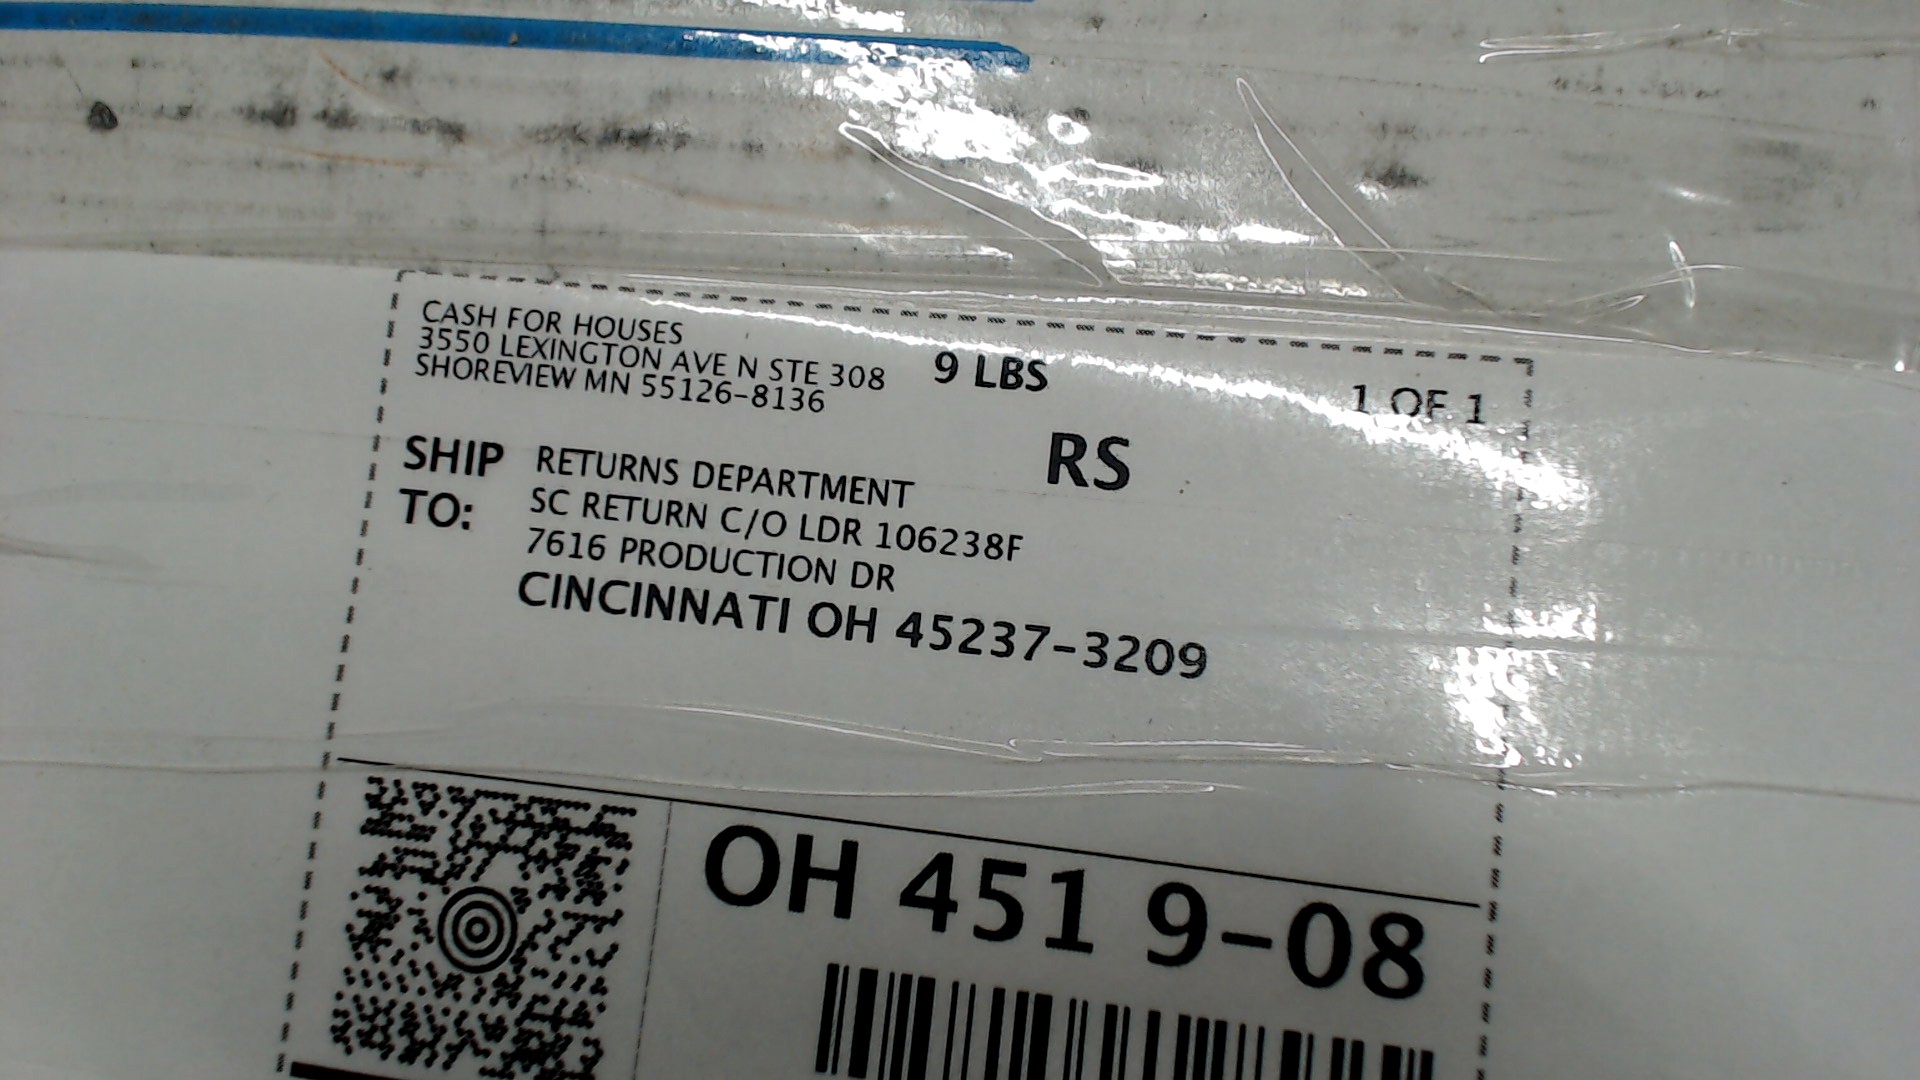 CASH FOR HOUSES
3550 LEXINGTON AVE N STE 308
SHOREVIEW MN 55126-8136
9 LBS
1 OF 1
RS
SHIP TO:
RETURNS DEPARTMENT
SC RETURN C/O LDR 106238F
7616 PRODUCTION DR
CINCINNATI OH 45237-3209
OH 451 9-08